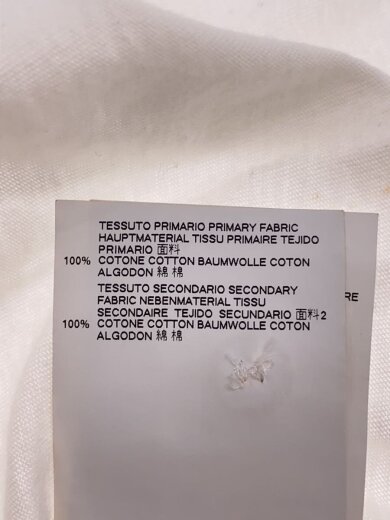 TESSUTO PRIMARIO PRIMARY FABRIC
HAUPTMATERIAL TISSU PRIMAIRE TEJIDO
PRIMARIO 面料
100% COTONE COTTON BAUMWOLLE COTON
ALGODON 綿 棉
TESSUTO SECONDARIO SECONDARY
FABRIC NEBENMATERIAL TISSU
SECONDAIRE TEJIDO SECUNDARIO 面料2
100% COTONE COTTON BAUMWOLLE COTON
ALGODON 綿 棉
RE